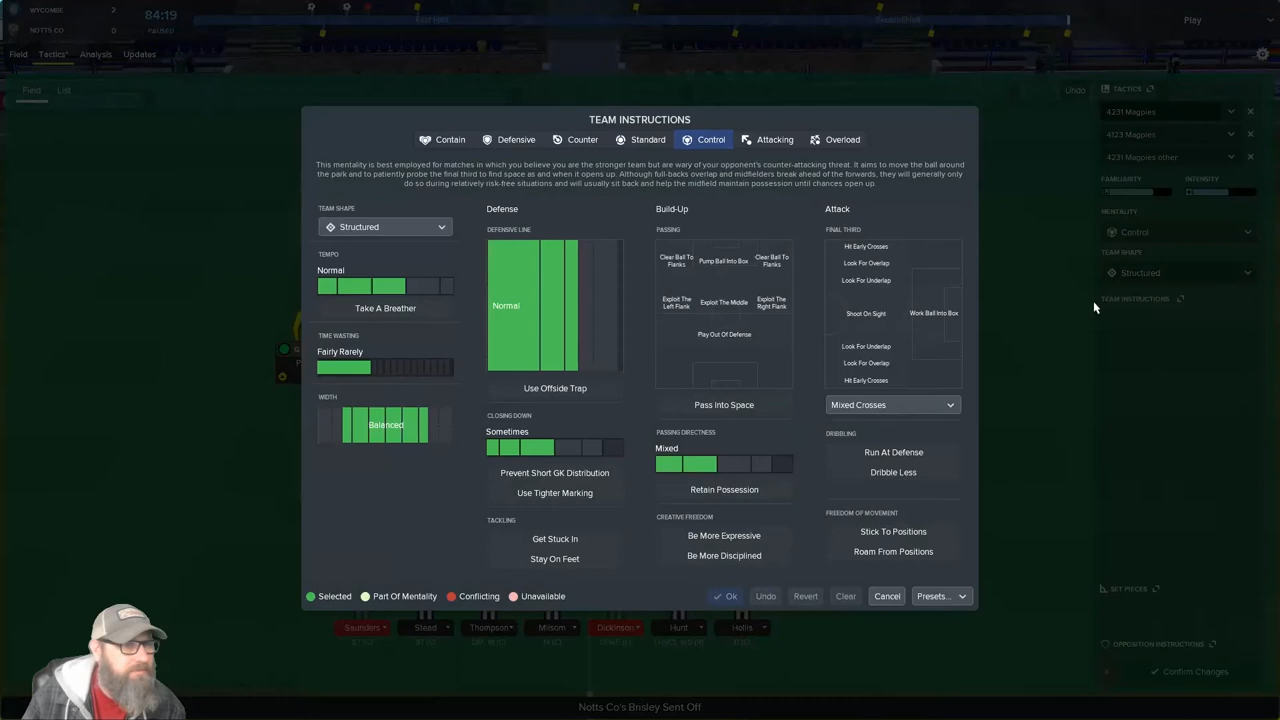 WYCOMBE 2
NOTTS CO 0
84:19
PAUSED
Play
Field Tactics* Analysis Updates
Field List
Undo
TEAM INSTRUCTIONS
Contain Defensive Counter Standard Control Attacking Overload
This mentality is best employed for matches in which you believe you are the stronger team but are wary of your opponent's counter-attacking threat. It aims to move the ball around
the park and to patiently probe the final third to find space as and when it opens up. Although full-backs overlap and midfielders break ahead of the forwards, they will generally only
do so during relatively risk-free situations and will usually sit back and help the midfield maintain possession until chances open up.
TEAM SHAPE
Structured
TEMPO
Normal
Take A Breather
TIME WASTING
Fairly Rarely
WIDTH
Balanced
Defense
DEFENSIVE LINE
Normal
Use Offside Trap
CLOSING DOWN
Sometimes
Prevent Short GK Distribution
Use Tighter Marking
TACKLING
Get Stuck In
Stay On Feet
Build-Up
PASSING
Clear Ball To
Flanks
Pump Ball Into Box
Clear Ball To
Flanks
Exploit The
Left Flank
Exploit The Middle
Exploit The
Right Flank
Play Out Of Defense
Pass Into Space
PASSING DIRECTNESS
Mixed
Retain Possession
CREATIVE FREEDOM
Be More Expressive
Be More Disciplined
Attack
FINAL THIRD
Hit Early Crosses
Look For Overlap
Look For Underlap
Shoot On Sight
Work Ball Into Box
Look For Underlap
Look For Overlap
Hit Early Crosses
Mixed Crosses
DRIBBLING
Run At Defense
Dribble Less
FREEDOM OF MOVEMENT
Stick To Positions
Roam From Positions
Selected Part Of Mentality Conflicting Unavailable
Ok Undo Revert Clear Cancel Presets...
TACTICS
4231 Magpies
4123 Magpies
4231 Magpies other
FAMILIARITY INTENSITY
MENTALITY
Control
TEAM SHAPE
Structured
TEAM INSTRUCTIONS
SET PIECES
OPPOSITION INSTRUCTIONS
Confirm Changes
Saunders Stead Thompson Milsom Dickinson Hunt Hollis
Notts Co's Brisley Sent Off